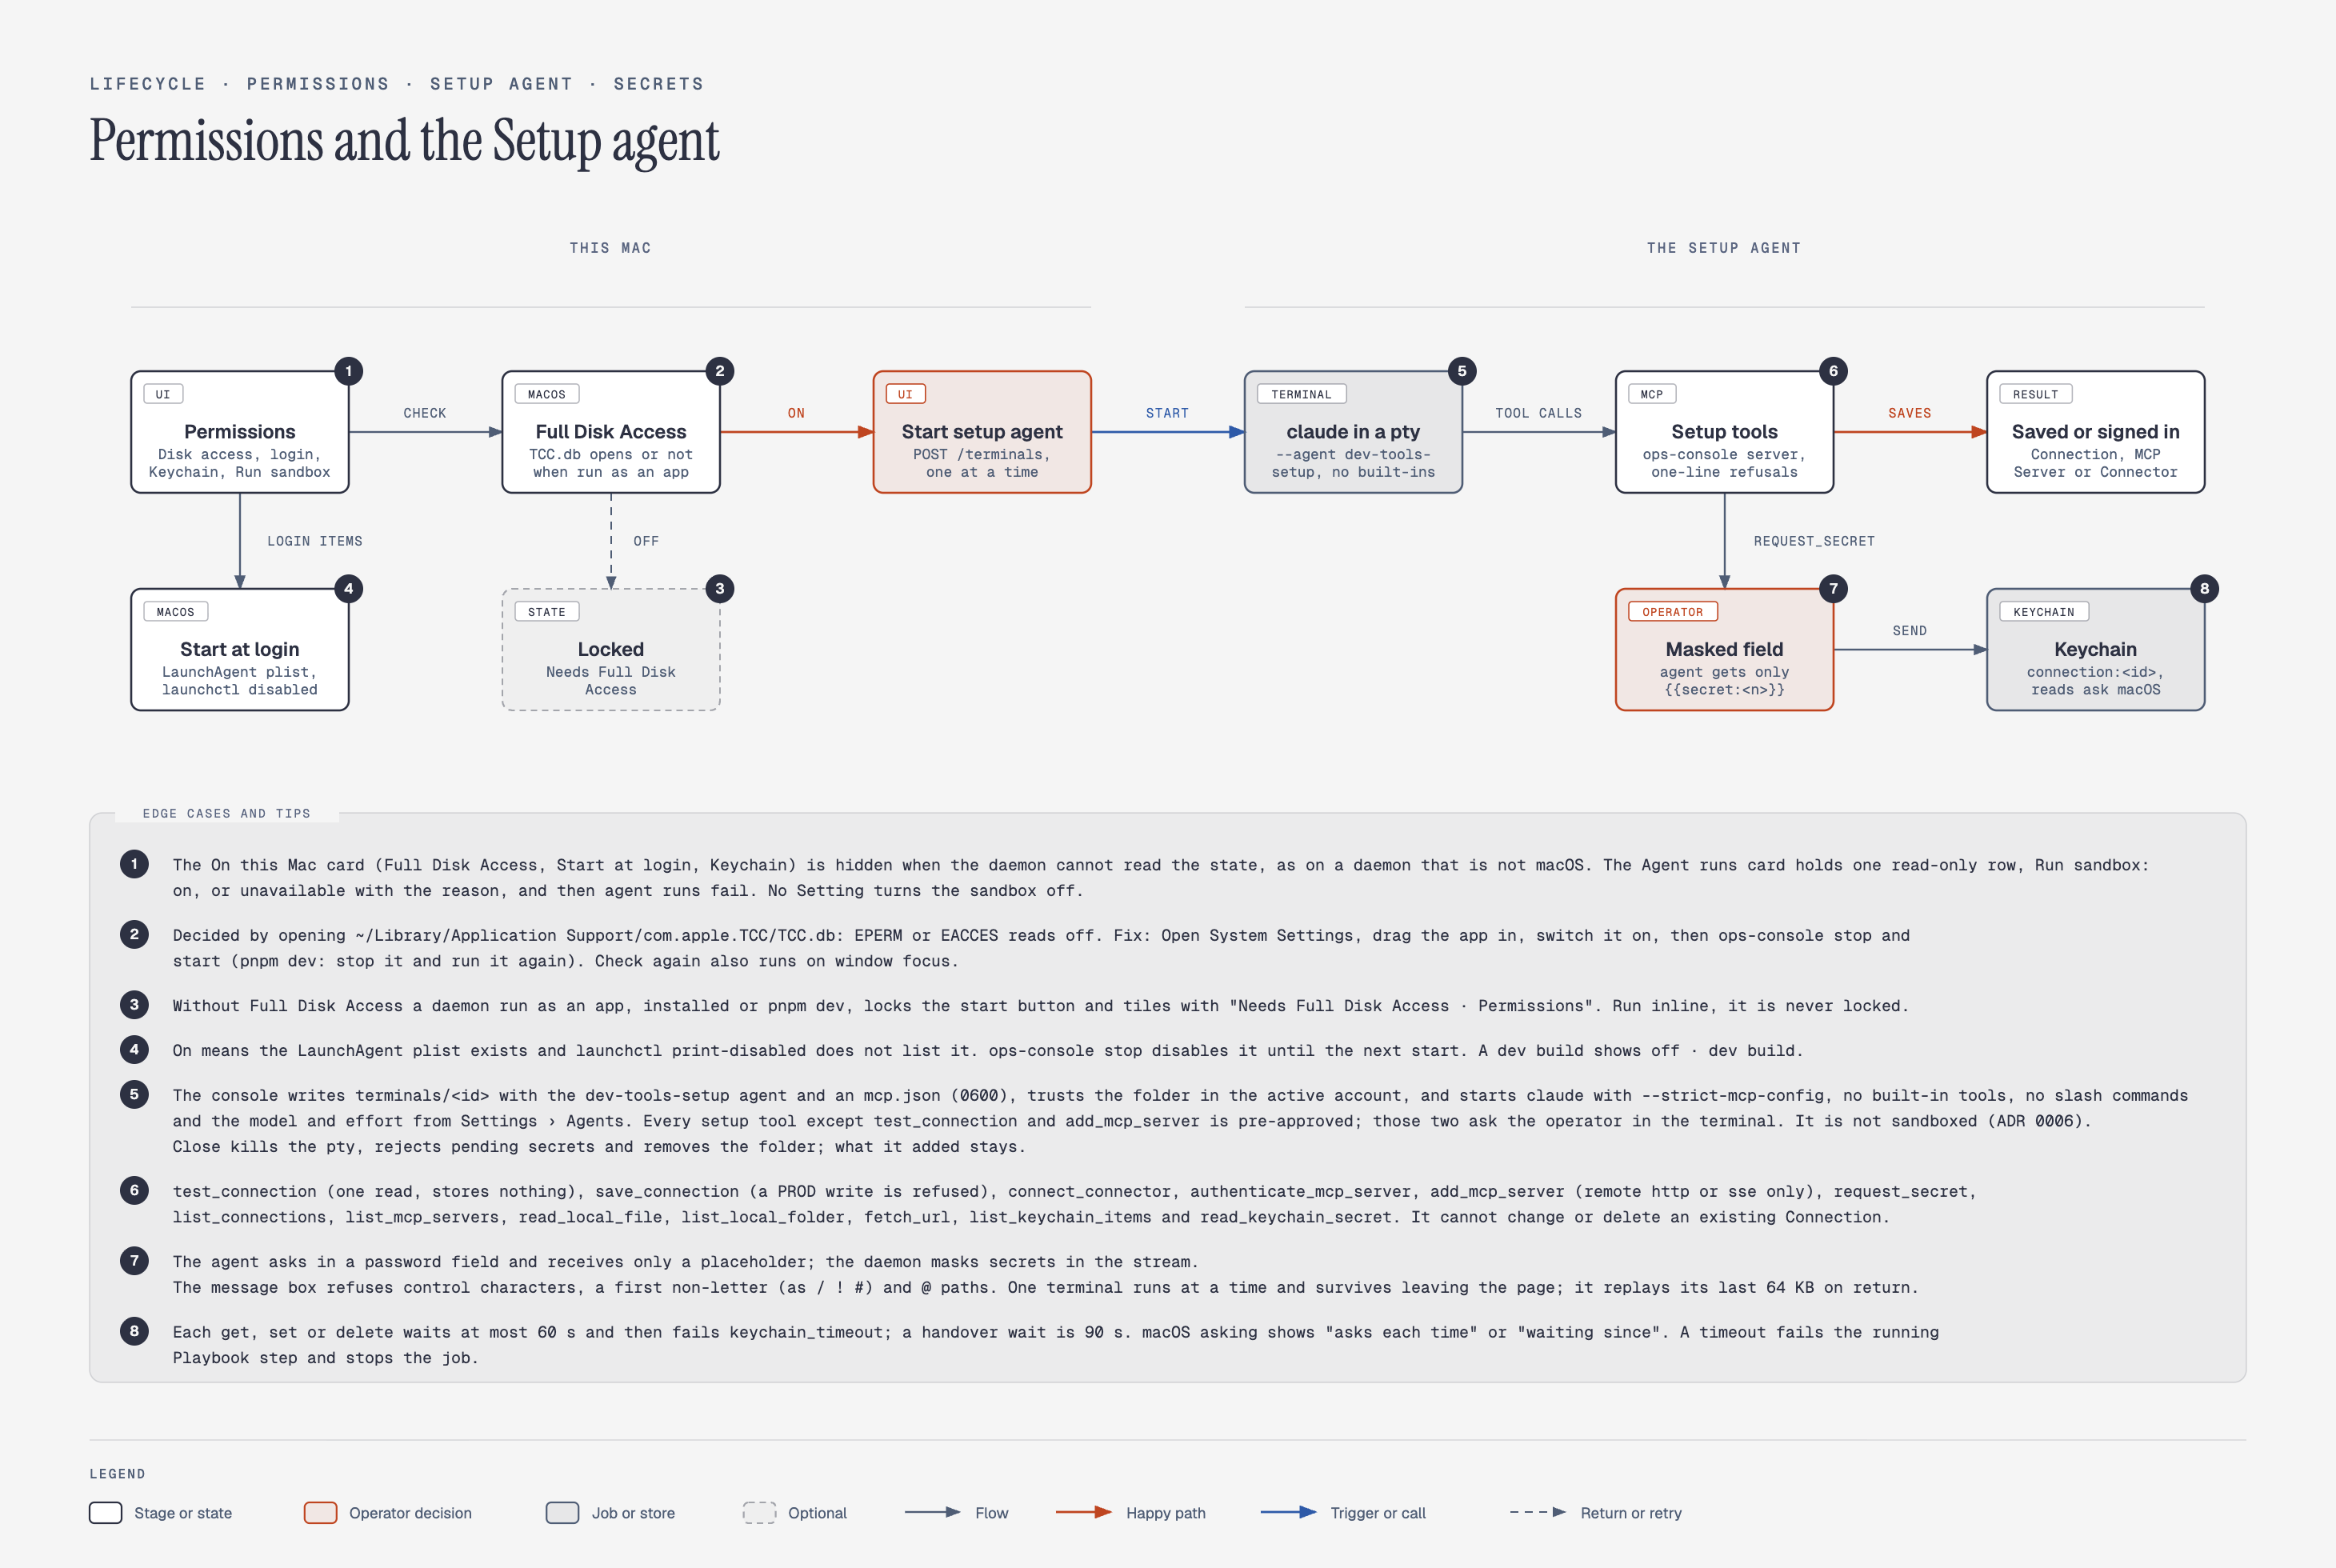 LIFECYCLE · PERMISSIONS · SETUP AGENT · SECRETS
Permissions and the Setup agent
THIS MAC
THE SETUP AGENT
1
UI
Permissions
Disk access, login,
Keychain, Run sandbox
CHECK
2
MACOS
Full Disk Access
TCC.db opens or not
when run as an app
ON
UI
Start setup agent
POST /terminals,
one at a time
START
5
TERMINAL
claude in a pty
--agent dev-tools-
setup, no built-ins
TOOL CALLS
6
MCP
Setup tools
ops-console server,
one-line refusals
SAVES
RESULT
Saved or signed in
Connection, MCP
Server or Connector
LOGIN ITEMS
OFF
REQUEST_SECRET
4
MACOS
Start at login
LaunchAgent plist,
launchctl disabled
3
STATE
Locked
Needs Full Disk
Access
7
OPERATOR
Masked field
agent gets only
{{secret:<n>}}
SEND
8
KEYCHAIN
Keychain
connection:<id>,
reads ask macOS
EDGE CASES AND TIPS
1 The On this Mac card (Full Disk Access, Start at login, Keychain) is hidden when the daemon cannot read the state, as on a daemon that is not macOS. The Agent runs card holds one read-only row, Run sandbox:
on, or unavailable with the reason, and then agent runs fail. No Setting turns the sandbox off.
2 Decided by opening ~/Library/Application Support/com.apple.TCC/TCC.db: EPERM or EACCES reads off. Fix: Open System Settings, drag the app in, switch it on, then ops-console stop and
start (pnpm dev: stop it and run it again). Check again also runs on window focus.
3 Without Full Disk Access a daemon run as an app, installed or pnpm dev, locks the start button and tiles with "Needs Full Disk Access · Permissions". Run inline, it is never locked.
4 On means the LaunchAgent plist exists and launchctl print-disabled does not list it. ops-console stop disables it until the next start. A dev build shows off · dev build.
5 The console writes terminals/<id> with the dev-tools-setup agent and an mcp.json (0600), trusts the folder in the active account, and starts claude with --strict-mcp-config, no built-in tools, no slash commands
and the model and effort from Settings › Agents. Every setup tool except test_connection and add_mcp_server is pre-approved; those two ask the operator in the terminal. It is not sandboxed (ADR 0006).
Close kills the pty, rejects pending secrets and removes the folder; what it added stays.
6 test_connection (one read, stores nothing), save_connection (a PROD write is refused), connect_connector, authenticate_mcp_server, add_mcp_server (remote http or sse only), request_secret,
list_connections, list_mcp_servers, read_local_file, list_local_folder, fetch_url, list_keychain_items and read_keychain_secret. It cannot change or delete an existing Connection.
7 The agent asks in a password field and receives only a placeholder; the daemon masks secrets in the stream.
The message box refuses control characters, a first non-letter (as / ! #) and @ paths. One terminal runs at a time and survives leaving the page; it replays its last 64 KB on return.
8 Each get, set or delete waits at most 60 s and then fails keychain_timeout; a handover wait is 90 s. macOS asking shows "asks each time" or "waiting since". A timeout fails the running
Playbook step and stops the job.
LEGEND
Stage or state
Operator decision
Job or store
Optional
Flow
Happy path
Trigger or call
Return or retry